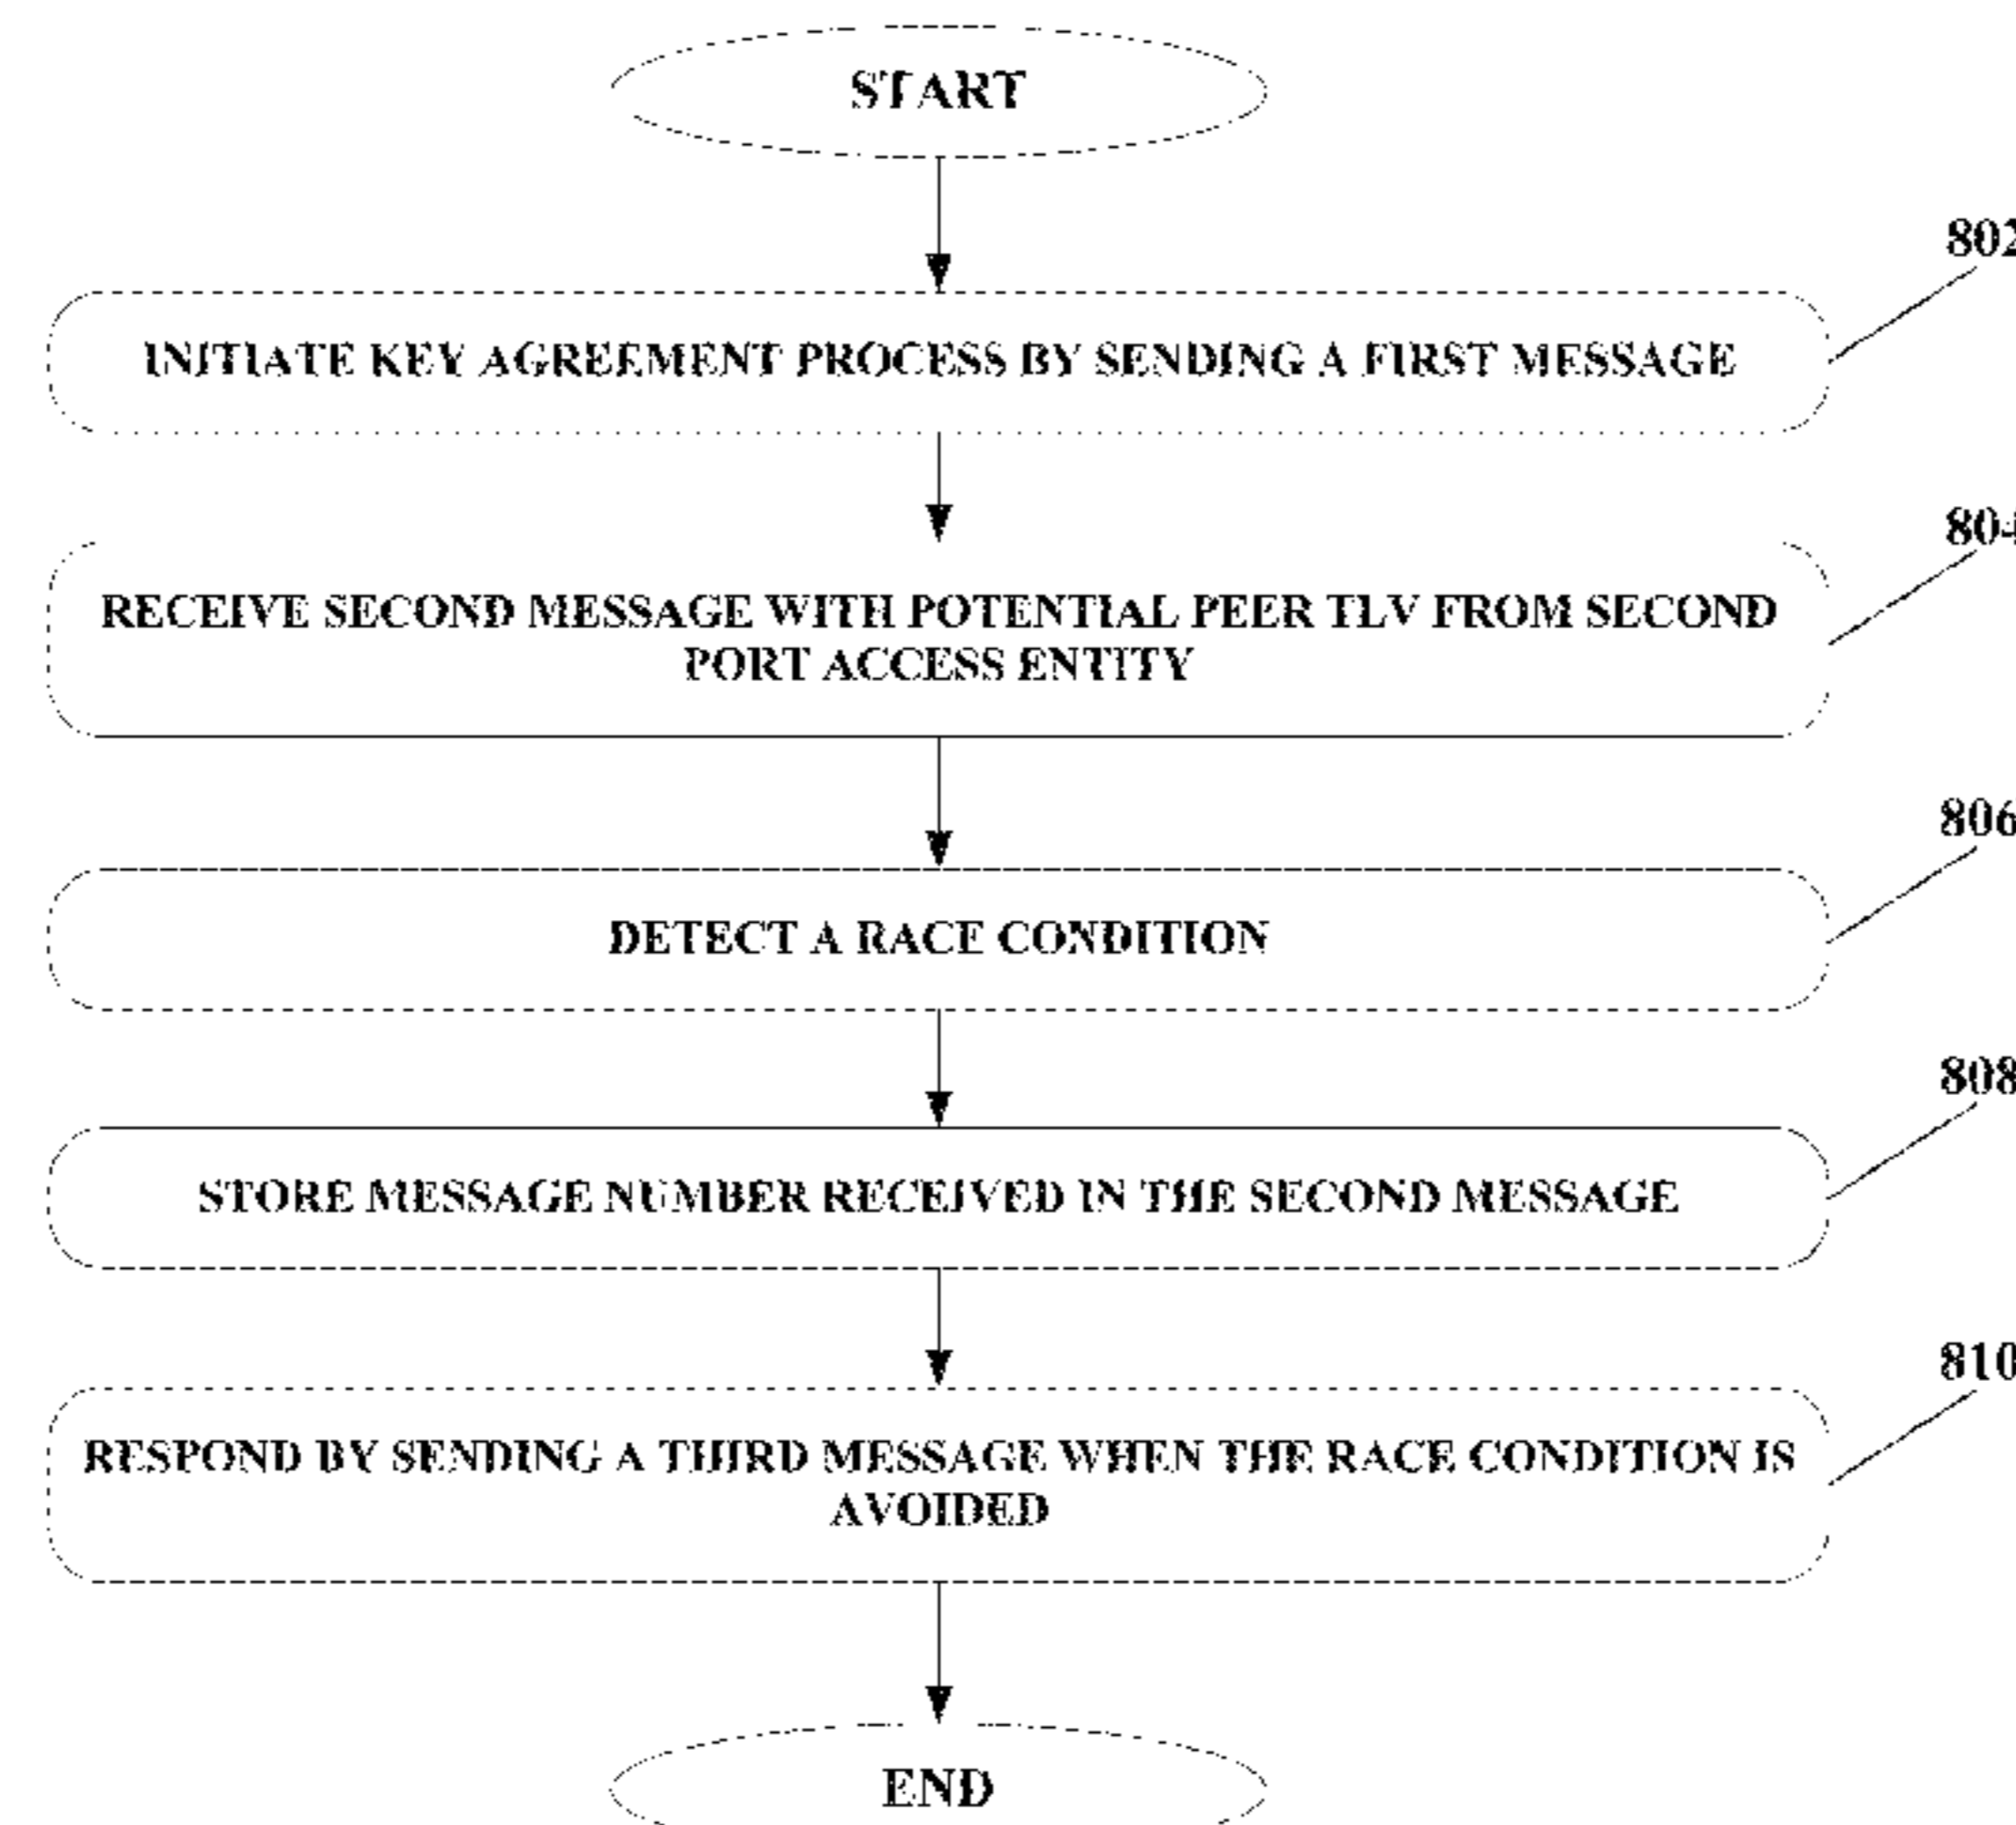 START
802
INITIATE KEY AGREEMENT PROCESS BY SENDING A FIRST MESSAGE
804
RECEIVE SECOND MESSAGE WITH POTENTIAL PEER TLV FROM SECOND
PORT ACCESS ENTITY
806
DETECT A RACE CONDITION
808
STORE MESSAGE NUMBER RECEIVED IN THE SECOND MESSAGE
810
RESPOND BY SENDING A THIRD MESSAGE WHEN THE RACE CONDITION IS
AVOIDED
END